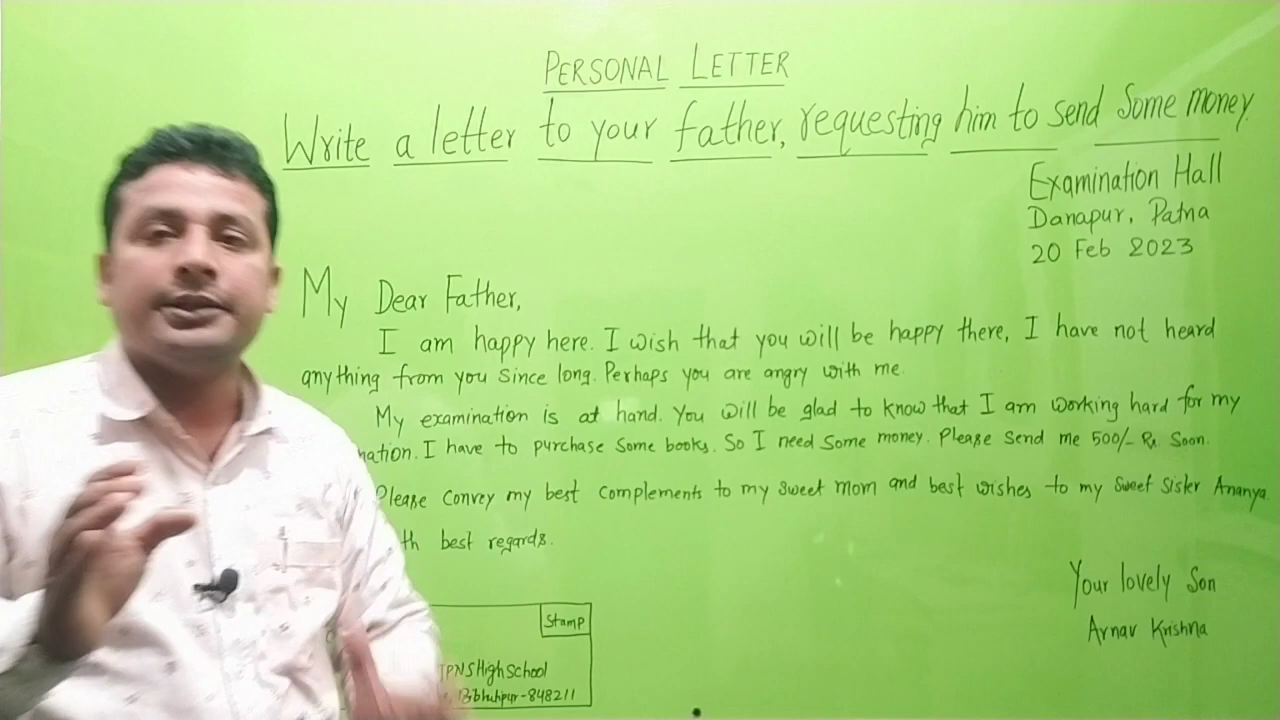 PERSONAL LETTER
Write a letter to your father, requesting him to send Some money.
Examination Hall
Danapur, Patna
20 Feb 2023
My Dear Father,
I am happy here. I wish that you will be happy there, I have not heard
anything from you since long. Perhaps you are angry with me.
My examination is at hand. You will be glad to know that I am working hard for my
nation. I have to purchase some books. So I need some money. Please send me 500/- Rs Soon.
Please Convey my best Complements to my sweet mom and best wishes to my sweet sister Ananya.
th best regards.
Your lovely Son
Arnav Krishna
Stamp
TPNS High School
Bibhutipur-848211